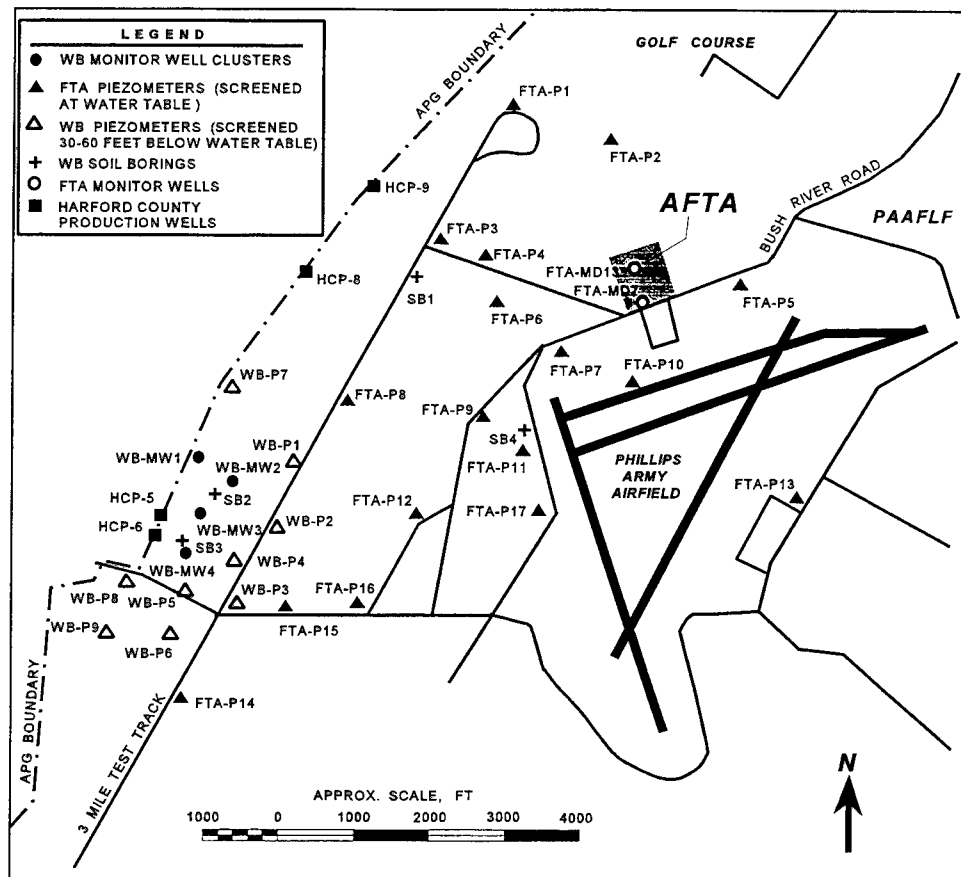 LEGEND
WB MONITOR WELL CLUSTERS
FTA PIEZOMETERS (SCREENED
AT WATER TABLE)
WB PIEZOMETERS (SCREENED
30-60 FEET BELOW WATER TABLE)
WB SOIL BORINGS
FTA MONITOR WELLS
HARFORD COUNTY
PRODUCTION WELLS
APG BOUNDARY
GOLF COURSE
FTA-P1
FTA-P2
HCP-9
AFTA
BUSH RIVER ROAD
PAAFLF
FTA-P3
FTA-P4
HCP-8
SB1
FTA-MD13
FTA-MD7
FTA-P5
FTA-P6
FTA-P7
FTA-P10
WB-P7
FTA-P8
FTA-P9
SB4
FTA-P11
WB-P1
WB-MW1
WB-MW2
SB2
PHILLIPS
ARMY
AIRFIELD
FTA-P13
HCP-5
HCP-6
WB-MW3
WB-P2
FTA-P12
FTA-P17
SB3
WB-MW4
WB-P4
WB-P8
WB-P5
WB-P3
FTA-P16
FTA-P15
WB-P9
WB-P6
FTA-P14
APG BOUNDARY
3 MILE TEST TRACK
N
APPROX. SCALE, FT
1000 0 1000 2000 3000 4000